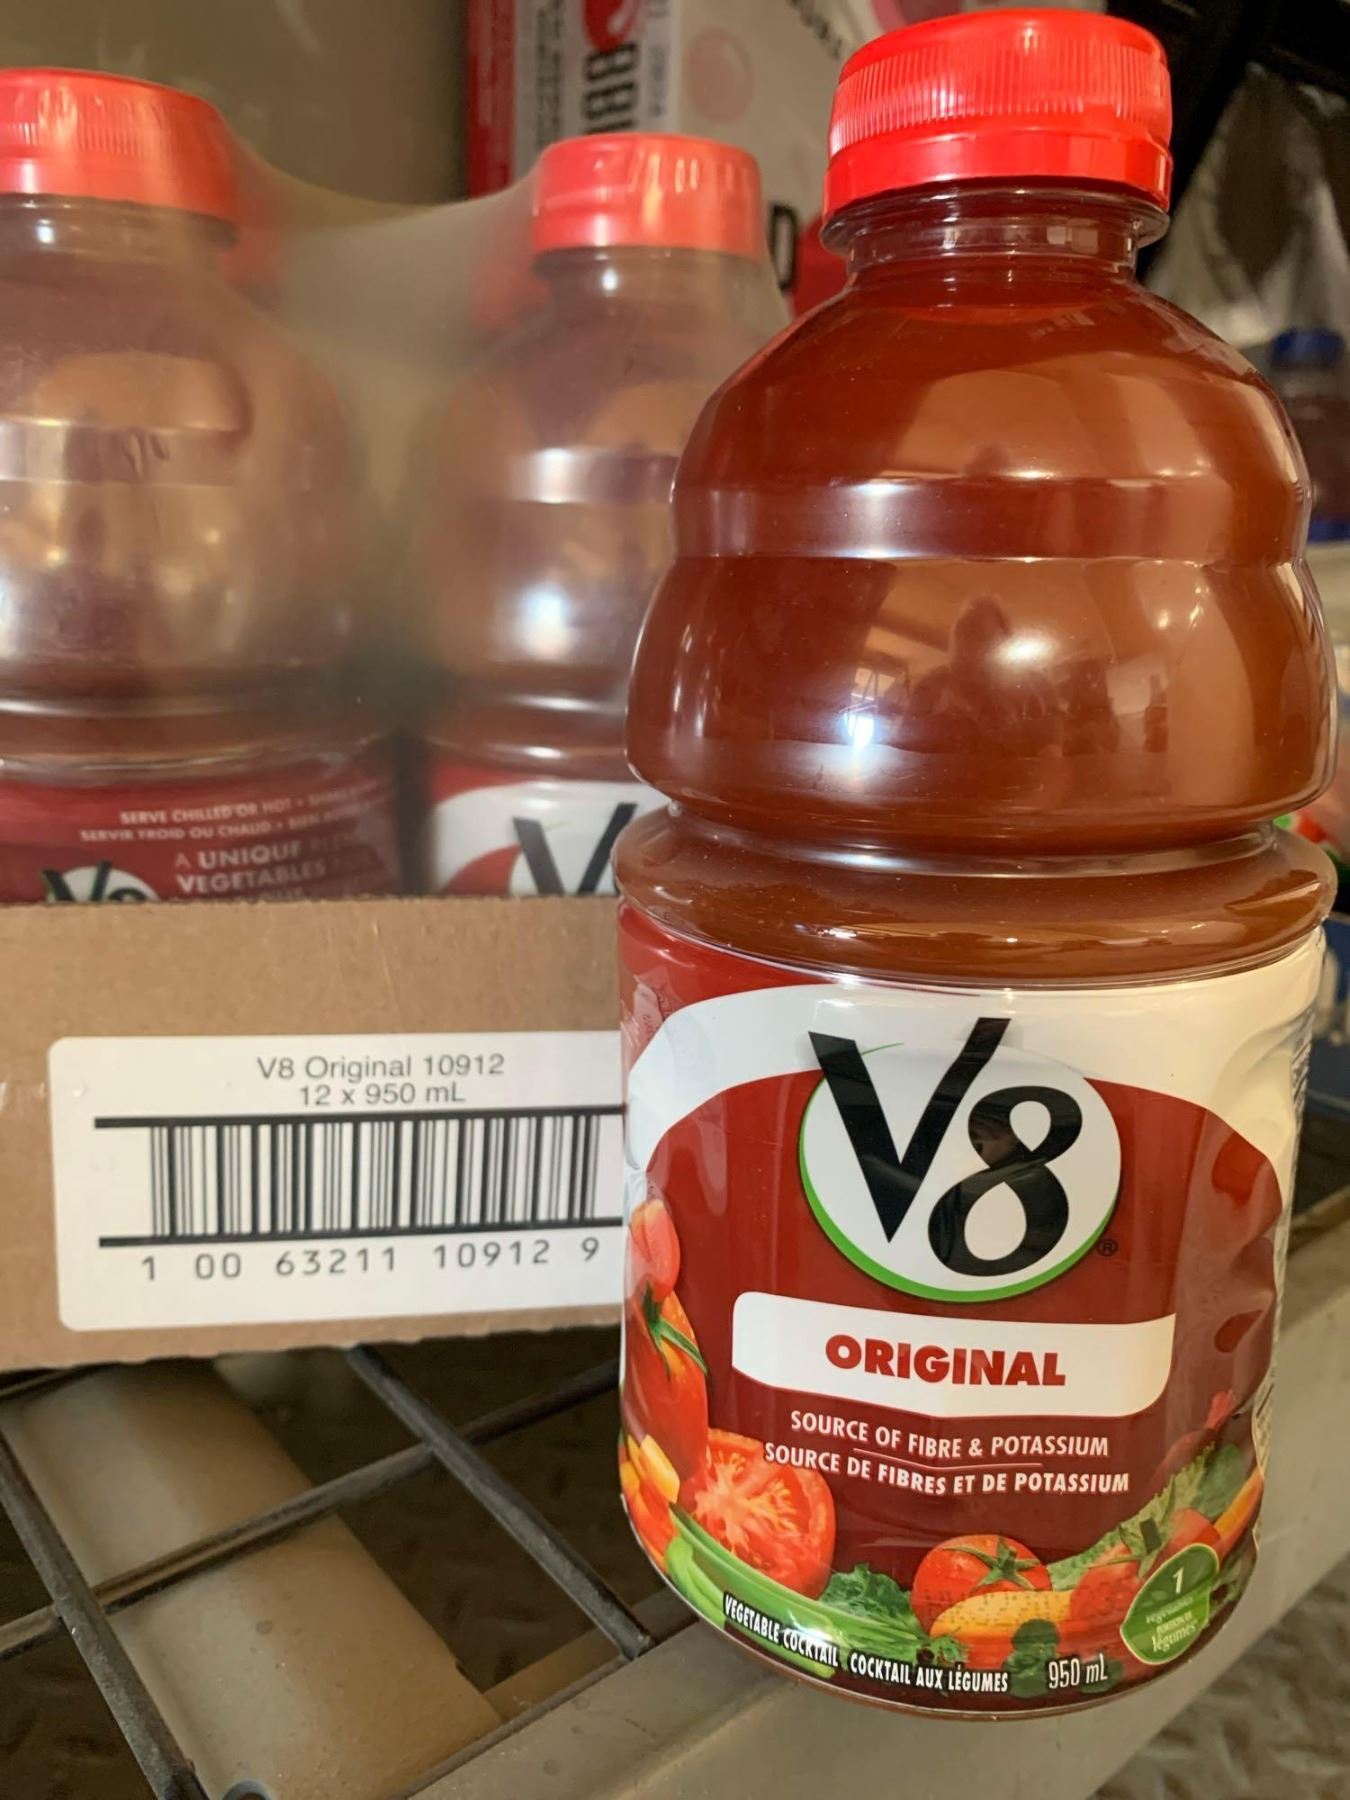 SERVE CHILLED OR HOT •
SERVIR FROID OU CHAUD • BIEN
A UNIQUE
VEGETABLES
V8
V
V8 Original 10912
12 x 950 mL
1 00 63211 10912 9
V8®
ORIGINAL
SOURCE OF FIBRE & POTASSIUM
SOURCE DE FIBRES ET DE POTASSIUM
VEGETABLE COCKTAIL COCKTAIL AUX LÉGUMES 950 mL
1
légumes